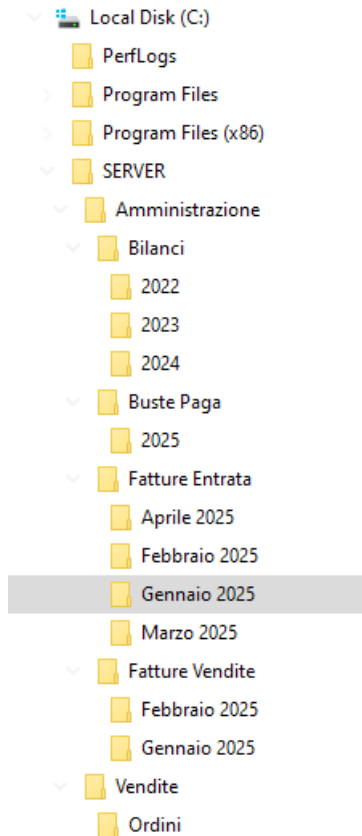 Local Disk (C:)
PerfLogs
Program Files
Program Files (x86)
SERVER
Amministrazione
Bilanci
2022
2023
2024
Buste Paga
2025
Fatture Entrata
Aprile 2025
Febbraio 2025
Gennaio 2025
Marzo 2025
Fatture Vendite
Febbraio 2025
Gennaio 2025
Vendite
Ordini